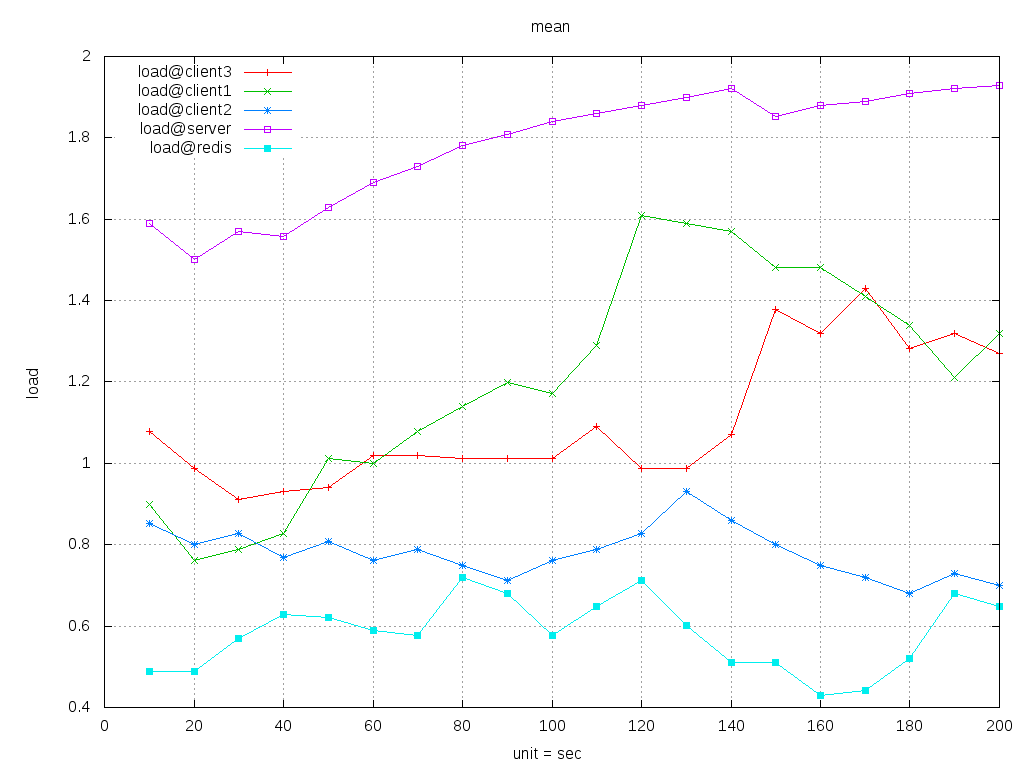 mean
load@client3
load@client1
load@client2
load@server
load@redis
2
1.8
1.6
1.4
1.2
1
0.8
0.6
0.4
load
0 20 40 60 80 100 120 140 160 180 200
unit = sec